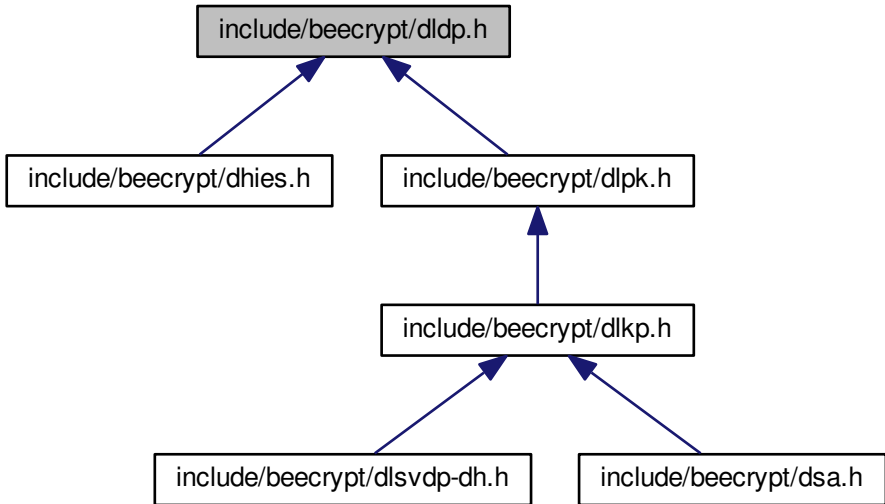 include/beecrypt/dldp.h
include/beecrypt/dhies.h
include/beecrypt/dlpk.h
include/beecrypt/dlkp.h
include/beecrypt/dlsvdp-dh.h
include/beecrypt/dsa.h